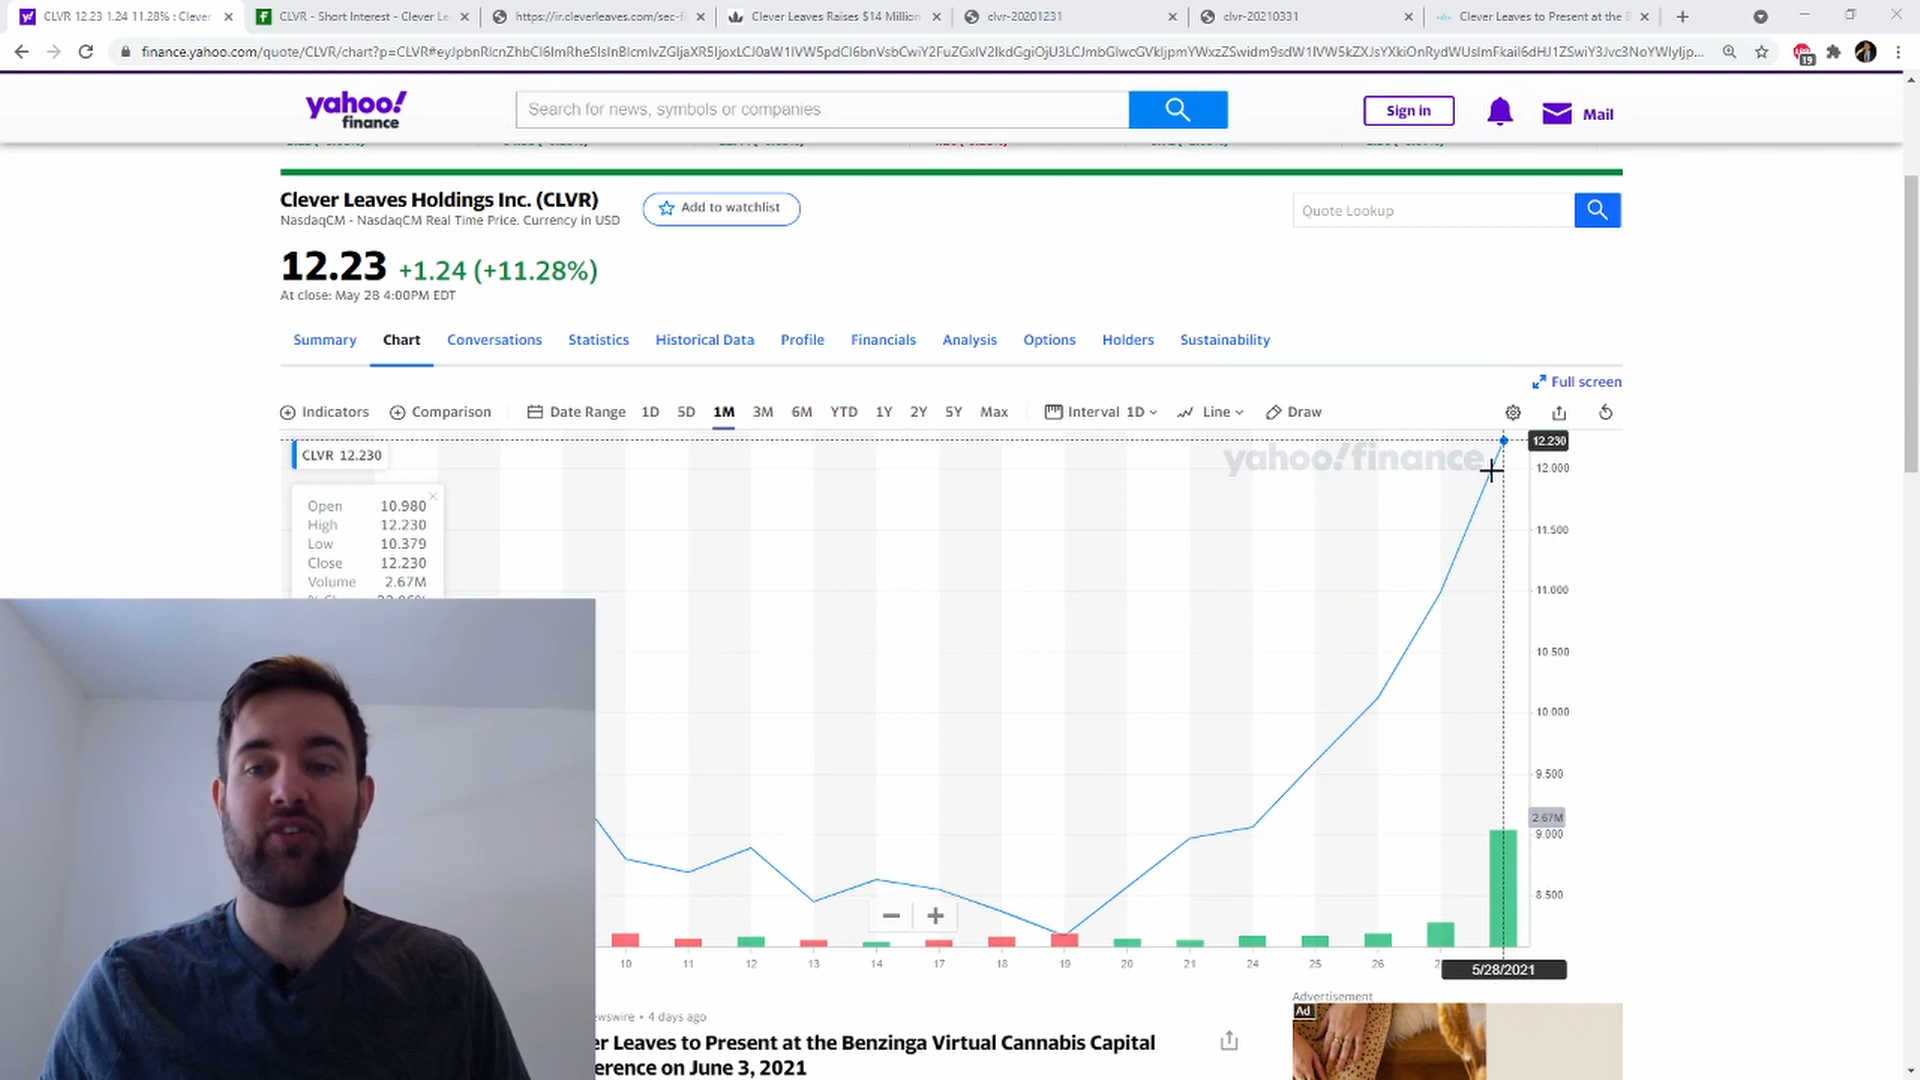 CLVR 12.23 1.24 11.28% : Clever
CLVR - Short Interest - Clever Le
https://ir.cleverleaves.com/sec-f
Clever Leaves Raises $14 Million
clvr-20201231
clvr-20210331
Clever Leaves to Present at the B
19
yahoo!
finance
Search for news, symbols or companies
Sign in
Mail
Clever Leaves Holdings Inc. (CLVR)
NasdaqCM - NasdaqCM Real Time Price. Currency in USD
Add to watchlist
Quote Lookup
12.23 +1.24 (+11.28%)
At close: May 28 4:00PM EDT
Summary Chart Conversations Statistics Historical Data Profile Financials Analysis Options Holders Sustainability
Full screen
Indicators Comparison Date Range 1D 5D 1M 3M 6M YTD 1Y 2Y 5Y Max Interval 1D Line Draw
CLVR 12.230
yahoo!finance
12.230
12.000
Open 10.980
High 12.230
Low 10.379
Close 12.230
Volume 2.67M
11.500
11.000
10.500
10.000
9.500
2.67M
9.000
8.500
10 11 12 13 14 17 18 19 20 21 24 25 26 2
5/28/2021
Advertisement
Ad
ewswire • 4 days ago
er Leaves to Present at the Benzinga Virtual Cannabis Capital
erence on June 3, 2021